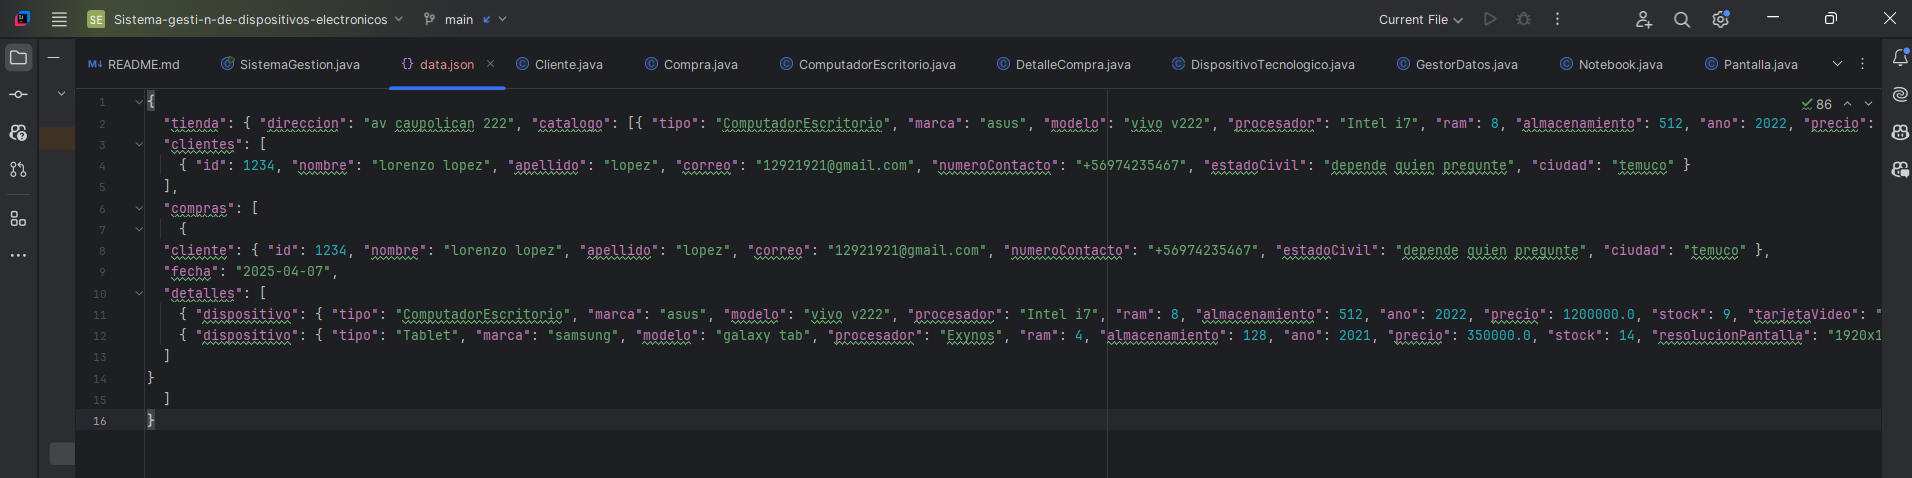 SE Sistema-gesti-n-de-dispositivos-electronicos main Current File
README.md SistemaGestion.java data.json Cliente.java Compra.java ComputadorEscritorio.java DetalleCompra.java DispositivoTecnologico.java GestorDatos.java Notebook.java Pantalla.java
86
1 {
2 "tienda": { "direccion": "av caupolican 222", "catalogo": [{ "tipo": "ComputadorEscritorio", "marca": "asus", "modelo": "vivo v222", "procesador": "Intel i7", "ram": 8, "almacenamiento": 512, "ano": 2022, "precio":
3 "clientes": [
4 { "id": 1234, "nombre": "lorenzo lopez", "apellido": "lopez", "correo": "12921921@gmail.com", "numeroContacto": "+56974235467", "estadoCivil": "depende quien pregunte", "ciudad": "temuco" }
5 ],
6 "compras": [
7 {
8 "cliente": { "id": 1234, "nombre": "lorenzo lopez", "apellido": "lopez", "correo": "12921921@gmail.com", "numeroContacto": "+56974235467", "estadoCivil": "depende quien pregunte", "ciudad": "temuco" },
9 "fecha": "2025-04-07",
10 "detalles": [
11 { "dispositivo": { "tipo": "ComputadorEscritorio", "marca": "asus", "modelo": "vivo v222", "procesador": "Intel i7", "ram": 8, "almacenamiento": 512, "ano": 2022, "precio": 1200000.0, "stock": 9, "tarjetaVideo": "
12 { "dispositivo": { "tipo": "Tablet", "marca": "samsung", "modelo": "galaxy tab", "procesador": "Exynos", "ram": 4, "almacenamiento": 128, "ano": 2021, "precio": 350000.0, "stock": 14, "resolucionPantalla": "1920x1
13 ]
14 }
15 ]
16 }